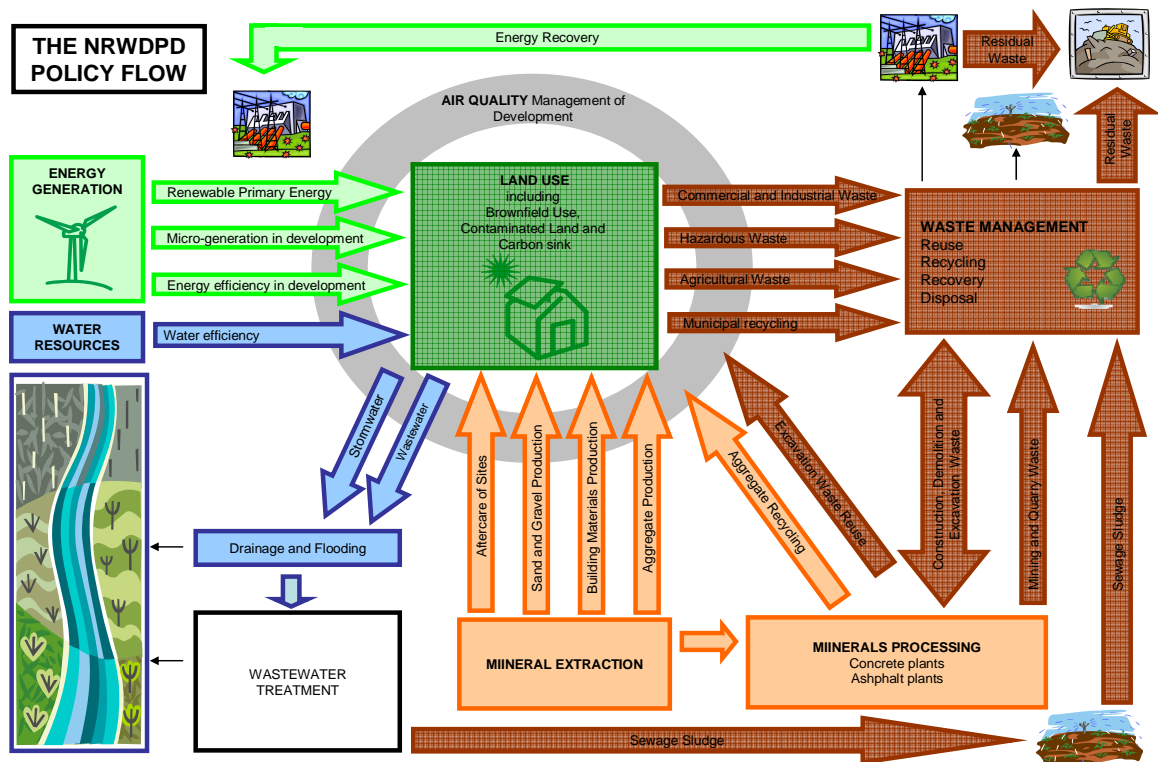 THE NRWDPD
POLICY FLOW
Energy Recovery
Residual
Waste
AIR QUALITY Management of
Development
Residual
Waste
ENERGY
GENERATION
Renewable Primary Energy
Micro-generation in development
Energy efficiency in development
LAND USE
including
Brownfield Use,
Contaminated Land and
Carbon sink
Commercial and Industrial Waste
Hazardous Waste
Agricultural Waste
Municipal recycling
WASTE MANAGEMENT
Reuse
Recycling
Recovery
Disposal
WATER
RESOURCES
Water efficiency
Stormwater
Wastewater
Aftercare of Sites
Sand and Gravel Production
Building Materials Production
Aggregate Production
Aggregate Recycling
Excavation Waste Reuse
Construction, Demolition and
Excavation Waste
Mining and Quarry Waste
Sewage Sludge
Drainage and Flooding
WASTEWATER
TREATMENT
MIINERAL EXTRACTION
MIINERALS PROCESSING
Concrete plants
Ashphalt plants
Sewage Sludge